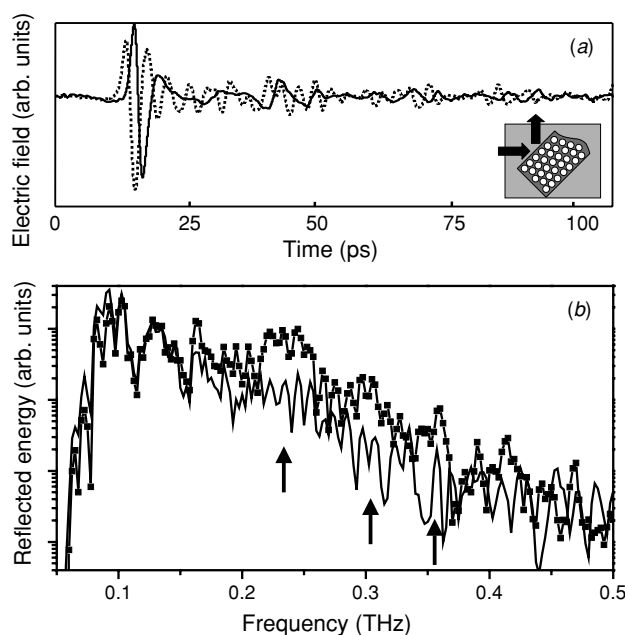 (a)
Electric field (arb. units)
0 25 50 75 100
Time (ps)
(b)
Reflected energy (arb. units)
0.1 0.2 0.3 0.4 0.5
Frequency (THz)